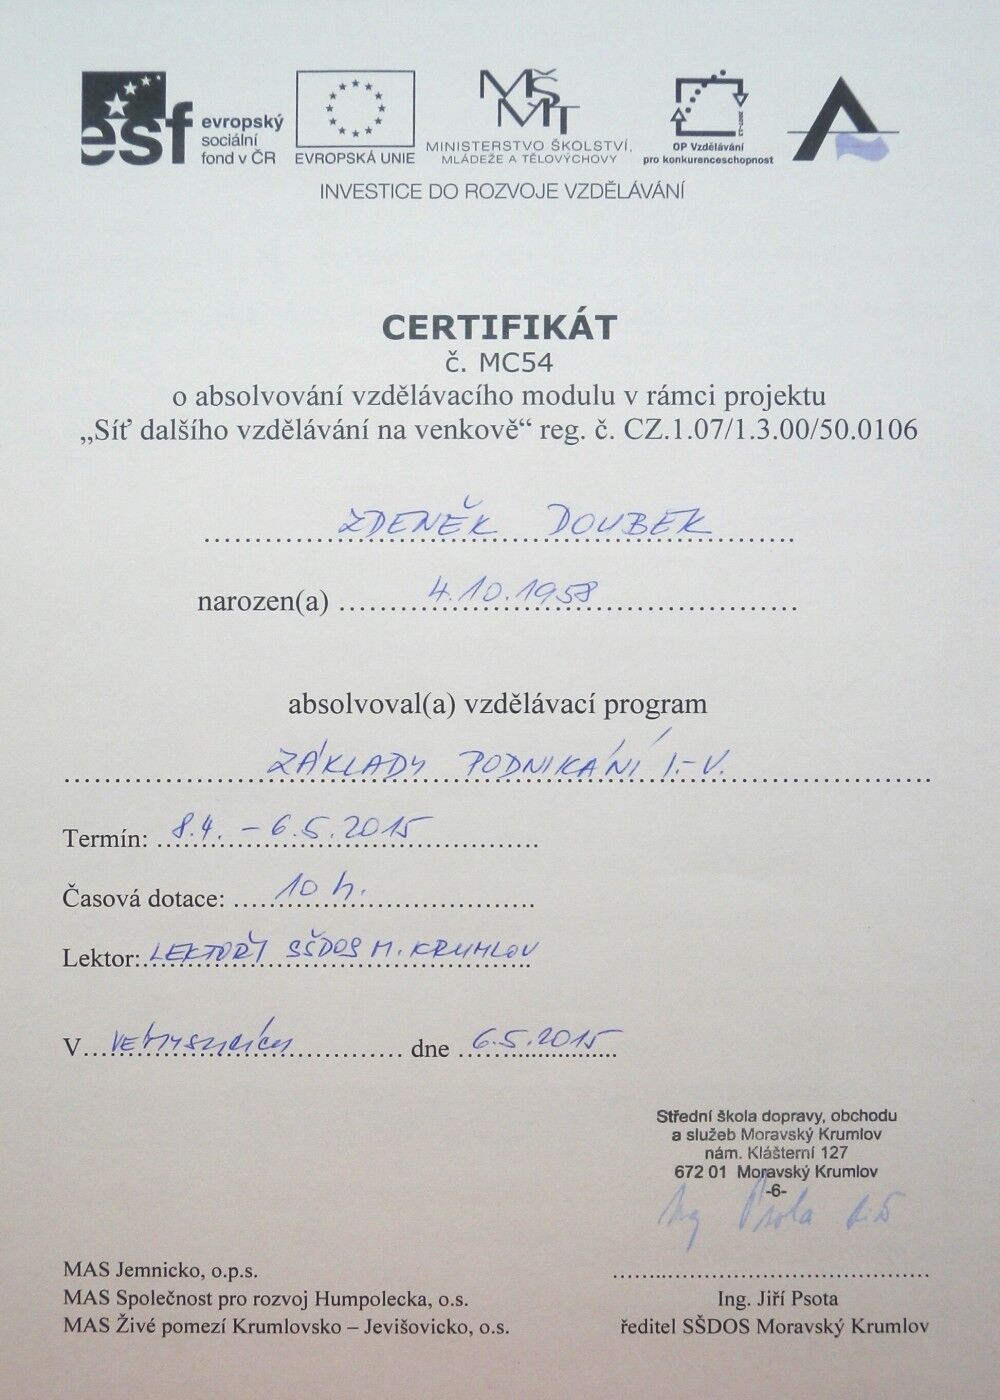 esf evropský
sociální
fond v ČR
EVROPSKÁ UNIE
MŠMT
MINISTERSTVO ŠKOLSTVÍ,
MLÁDEŽE A TĚLOVÝCHOVY
OP Vzdělávání
pro konkurenceschopnost
INVESTICE DO ROZVOJE VZDĚLÁVÁNÍ
CERTIFIKÁT
č. MC54
o absolvování vzdělávacího modulu v rámci projektu
„Síť dalšího vzdělávání na venkově“ reg. č. CZ.1.07/1.3.00/50.0106
ZDENĚK DOUBEK
narozen(a) 4.10.1958
absolvoval(a) vzdělávací program
ZÁKLADY PODNIKÁNÍ I.-V.
Termín: 8.4. – 6.5.2015
Časová dotace: 10 h.
Lektor: LEKTOŘI SŠDOS M. KRUMLOV
V dne 6.5.2015
Střední škola dopravy, obchodu
a služeb Moravský Krumlov
nám. Klášterní 127
672 01 Moravský Krumlov
-6-
Ing Psota Jiří
MAS Jemnicko, o.p.s.
MAS Společnost pro rozvoj Humpolecka, o.s.
MAS Živé pomezí Krumlovsko – Jevišovicko, o.s.
Ing. Jiří Psota
ředitel SŠDOS Moravský Krumlov